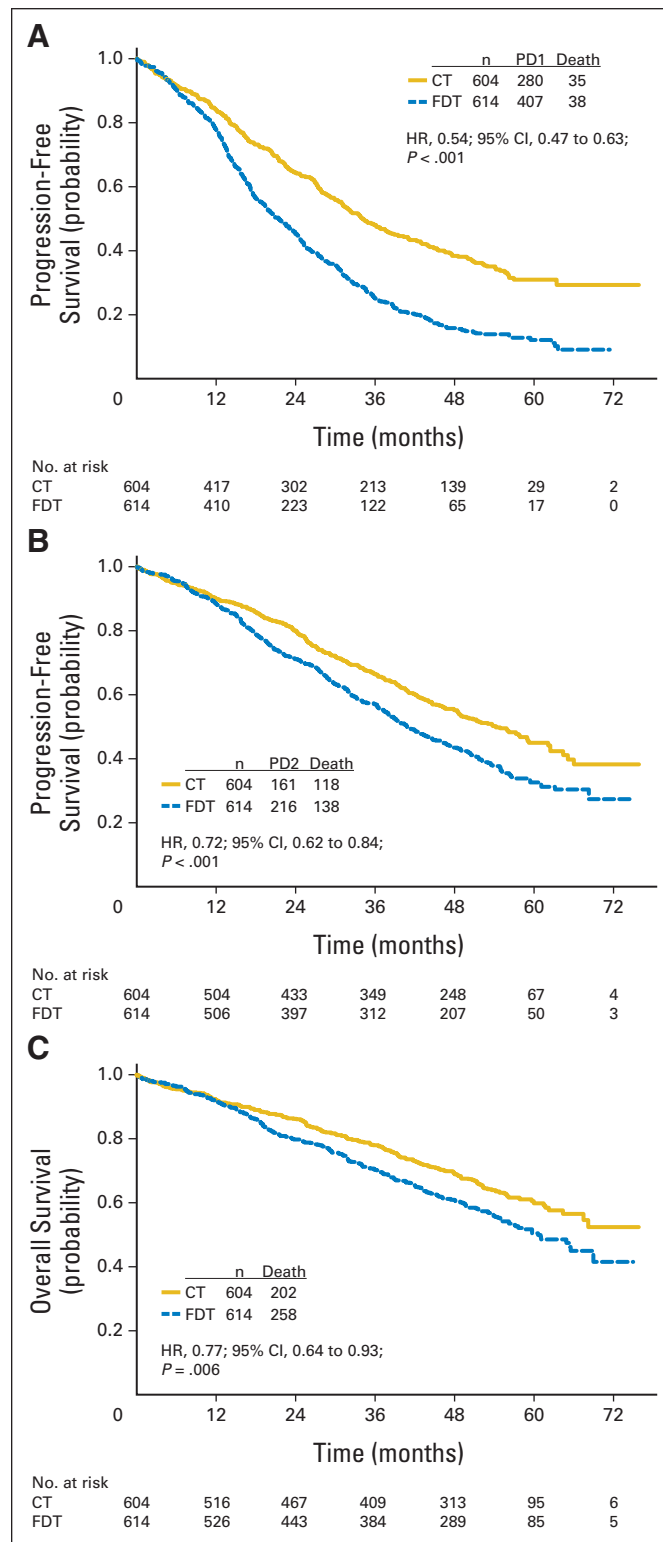 A
1.0
0.8
0.6
0.4
0.2
0
Progression-Free
Survival (probability)
n PD1 Death
CT 604 280 35
FDT 614 407 38
HR, 0.54; 95% CI, 0.47 to 0.63;
P < .001
12 24 36 48 60 72
Time (months)
No. at risk
CT 604 417 302 213 139 29 2
FDT 614 410 223 122 65 17 0
B
1.0
0.8
0.6
0.4
0.2
0
Progression-Free
Survival (probability)
n PD2 Death
CT 604 161 118
FDT 614 216 138
HR, 0.72; 95% CI, 0.62 to 0.84;
P < .001
12 24 36 48 60 72
Time (months)
No. at risk
CT 604 504 433 349 248 67 4
FDT 614 506 397 312 207 50 3
C
1.0
0.8
0.6
0.4
0.2
0
Overall Survival
(probability)
n Death
CT 604 202
FDT 614 258
HR, 0.77; 95% CI, 0.64 to 0.93;
P = .006
12 24 36 48 60 72
Time (months)
No. at risk
CT 604 516 467 409 313 95 6
FDT 614 526 443 384 289 85 5